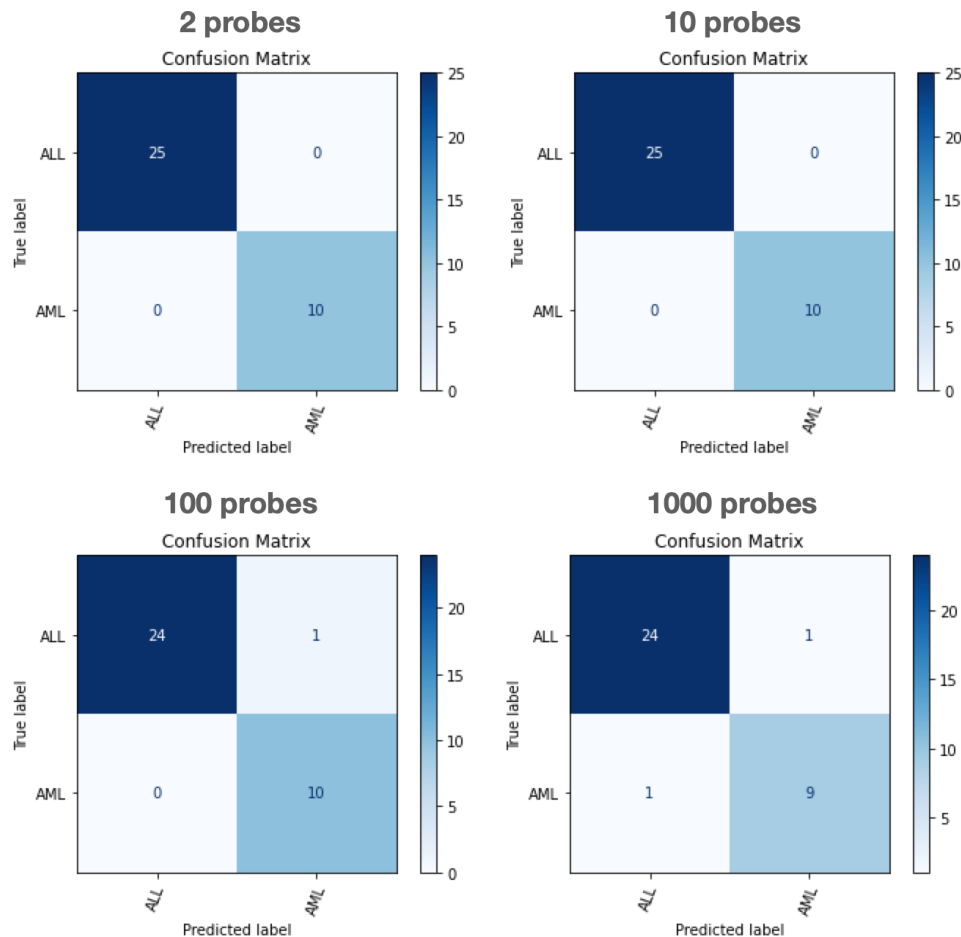 2 probes
Confusion Matrix
25
20
15
10
5
0
True label
ALL
AML
25
0
0
10
ALL
AML
Predicted label
10 probes
Confusion Matrix
25
20
15
10
5
0
True label
ALL
AML
25
0
0
10
ALL
AML
Predicted label
100 probes
Confusion Matrix
20
15
10
5
0
True label
ALL
AML
24
1
0
10
ALL
AML
Predicted label
1000 probes
Confusion Matrix
20
15
10
5
True label
ALL
AML
24
1
1
9
ALL
AML
Predicted label